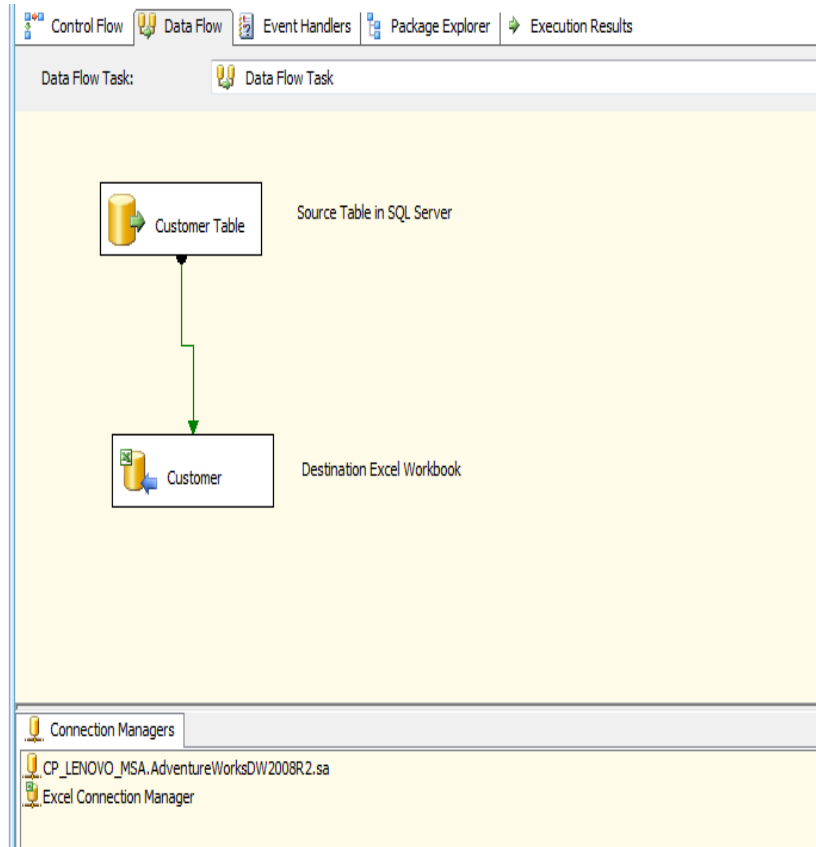 Control Flow Data Flow Event Handlers Package Explorer Execution Results
Data Flow Task: Data Flow Task
Customer Table Source Table in SQL Server
Customer Destination Excel Workbook
Connection Managers
CP_LENOVO_MSA.AdventureWorksDW2008R2.sa
Excel Connection Manager